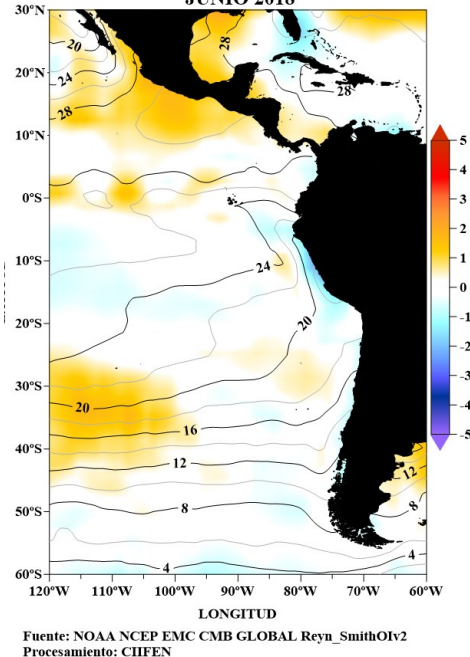 JUNIO 2018
30°N
20°N
10°N
0°S
10°S
20°S
30°S
40°S
50°S
60°S
20
24
28
28
28
24
20
20
16
12
8
4
12
8
4
5
4
3
2
1
0
-1
-2
-3
-4
-5
120°W 110°W 100°W 90°W 80°W 70°W 60°W
LONGITUD
Fuente: NOAA NCEP EMC CMB GLOBAL Reyn_SmithOIv2
Procesamiento: CIIFEN